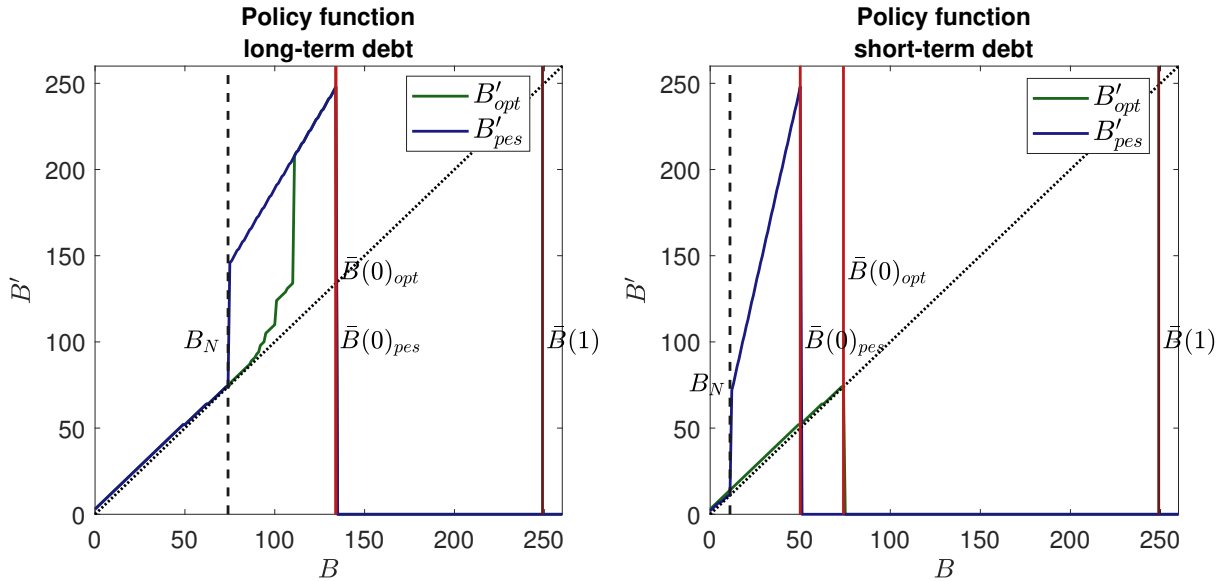 Policy function
long-term debt
B'
250
200
150
100
50
0
B'_opt
B'_pes
B_N
B̄(0)_opt
B̄(0)_pes
B̄(1)
0 50 100 150 200 250
B
Policy function
short-term debt
B'
250
200
150
100
50
0
B'_opt
B'_pes
B̄(0)_opt
B̄(0)_pes
B̄(1)
B_N
0 50 100 150 200 250
B